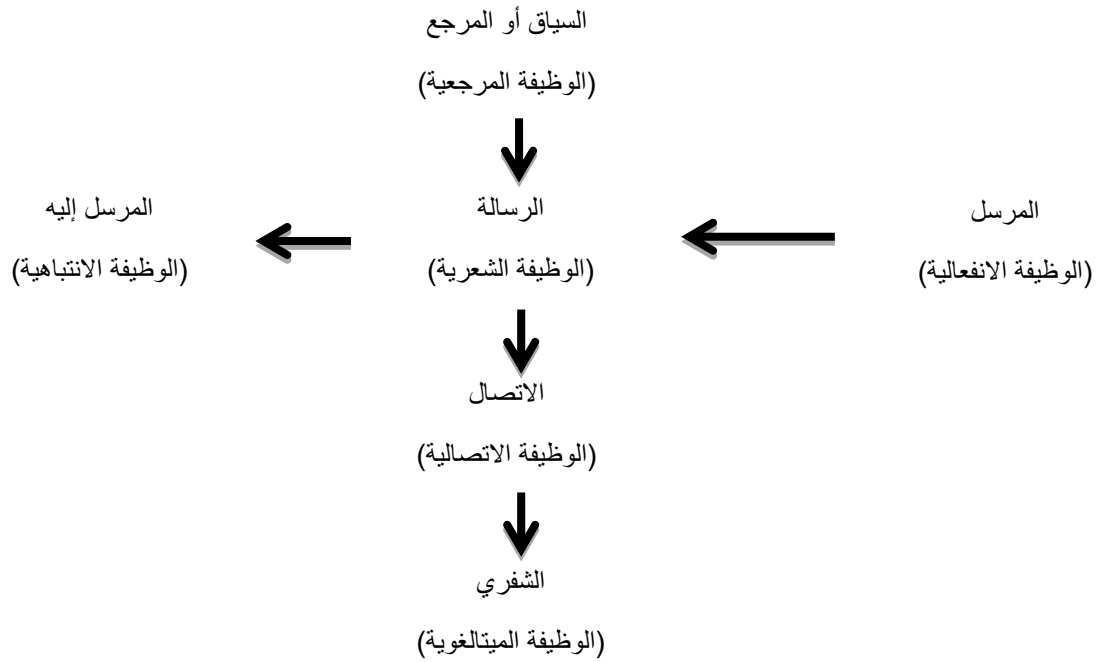 السياق أو المرجع
(الوظيفة المرجعية)
المرسل
(الوظيفة الانفعالية)
الرسالة
(الوظيفة الشعرية)
المرسل إليه
(الوظيفة الانتباهية)
الاتصال
(الوظيفة الاتصالية)
الشفري
(الوظيفة الميتالغوية)